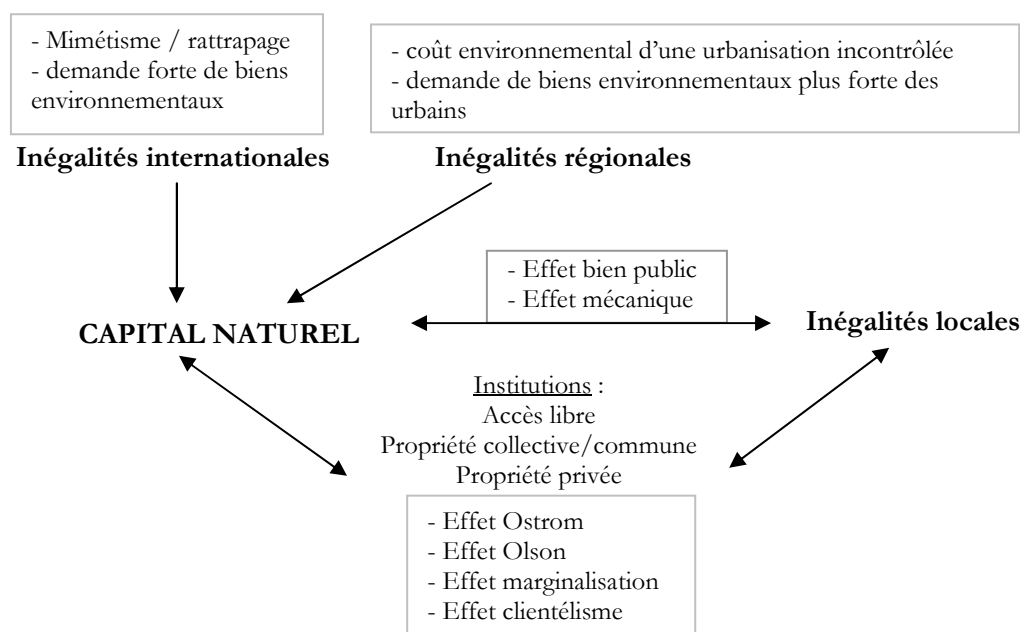 - Mimétisme / rattrapage
- demande forte de biens
environnementaux
- coût environnemental d’une urbanisation incontrôlée
- demande de biens environnementaux plus forte des
urbains
Inégalités internationales
Inégalités régionales
- Effet bien public
- Effet mécanique
CAPITAL NATUREL
Inégalités locales
Institutions :
Accès libre
Propriété collective/commune
Propriété privée
- Effet Ostrom
- Effet Olson
- Effet marginalisation
- Effet clientélisme